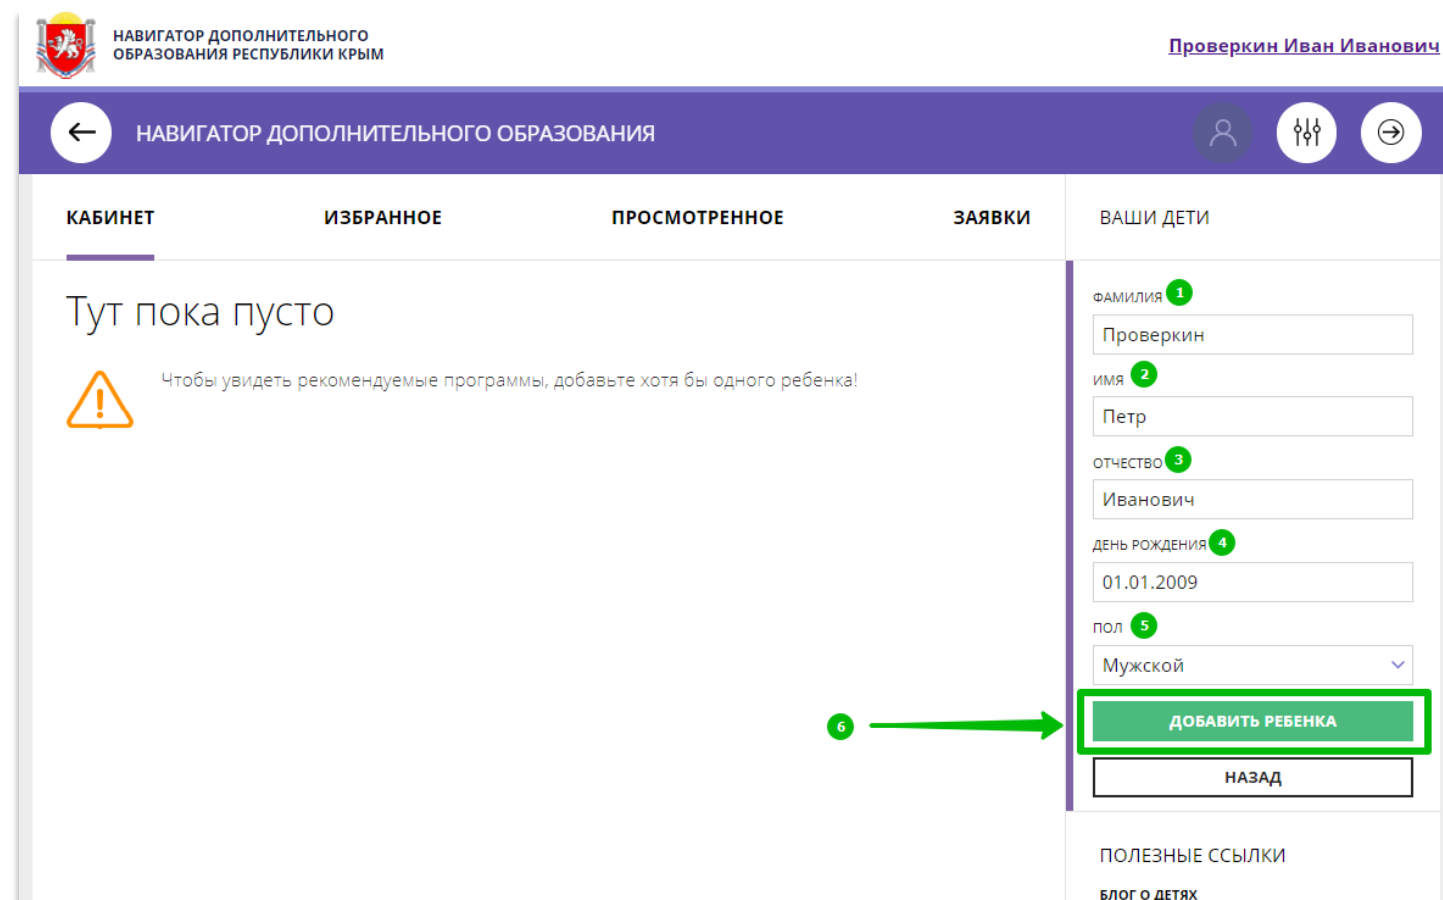 НАВИГАТОР ДОПОЛНИТЕЛЬНОГО
ОБРАЗОВАНИЯ РЕСПУБЛИКИ КРЫМ
Проверкин Иван Иванович
НАВИГАТОР ДОПОЛНИТЕЛЬНОГО ОБРАЗОВАНИЯ
КАБИНЕТ
ИЗБРАННОЕ
ПРОСМОТРЕННОЕ
ЗАЯВКИ
Тут пока пусто
Чтобы увидеть рекомендуемые программы, добавьте хотя бы одного ребенка!
ВАШИ ДЕТИ
ФАМИЛИЯ 1
Проверкин
ИМЯ 2
Петр
ОТЧЕСТВО 3
Иванович
ДЕНЬ РОЖДЕНИЯ 4
01.01.2009
ПОЛ 5
Мужской
6
ДОБАВИТЬ РЕБЕНКА
НАЗАД
ПОЛЕЗНЫЕ ССЫЛКИ
БЛОГ О ДЕТЯХ